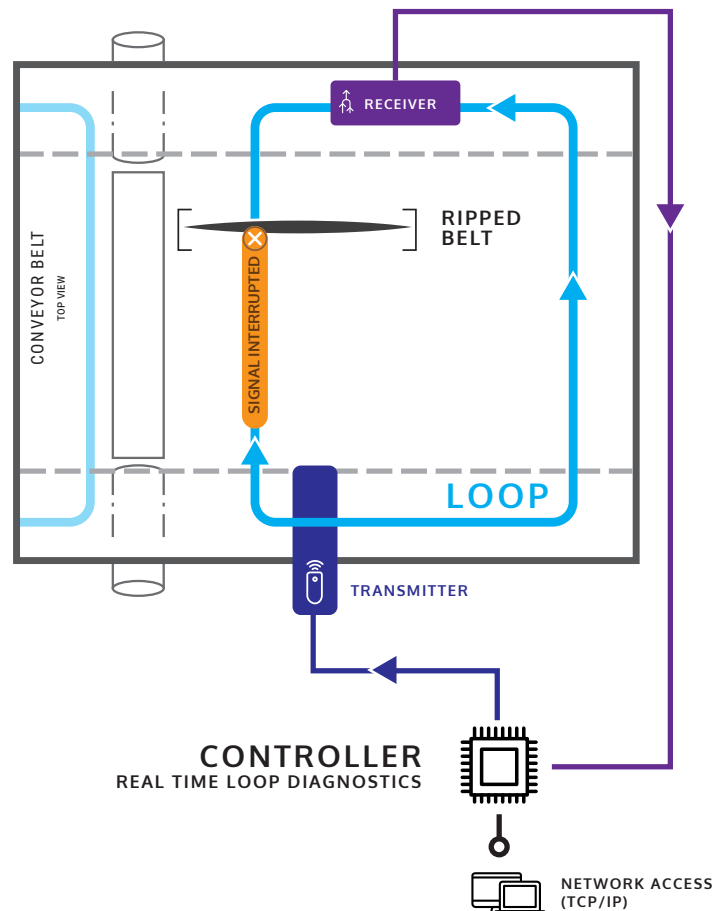 RECEIVER
RIPPED
BELT
CONVEYOR BELT
TOP VIEW
SIGNAL INTERRUPTED
LOOP
TRANSMITTER
CONTROLLER
REAL TIME LOOP DIAGNOSTICS
NETWORK ACCESS
(TCP/IP)